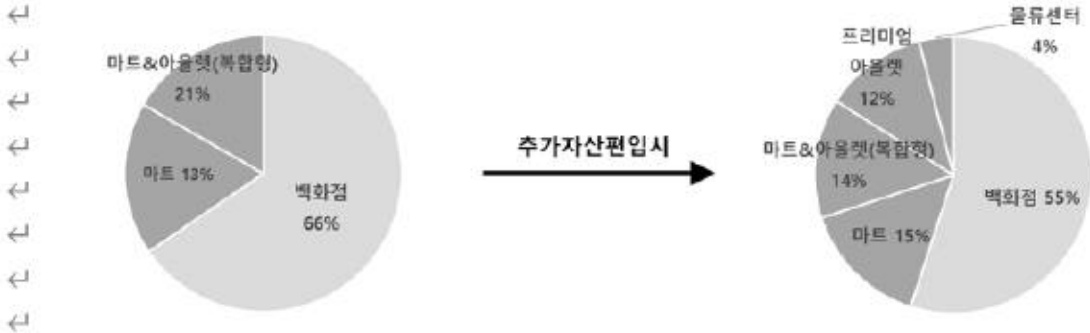 마트&아울렛(복합형)
21%
마트 13%
백화점
66%
추가자산편입시
물류센터
4%
프리미엄
아울렛
12%
마트&아울렛(복합형)
14%
마트 15%
백화점 55%